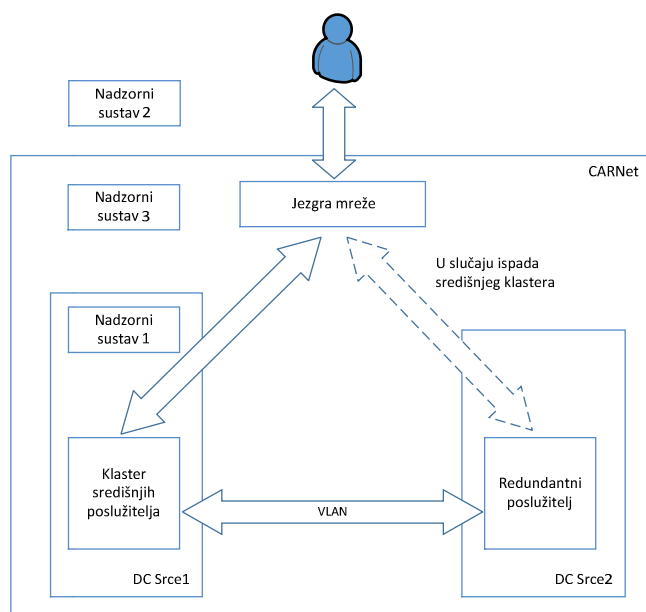 Nadzorni
sustav 2
CARNet
Nadzorni
sustav 3
Jezgra mreže
U slučaju ispada
središnjeg klastera
Nadzorni
sustav 1
Klaster
središnjih
poslužitelja
Redundantni
poslužitelj
VLAN
DC Srce1
DC Srce2